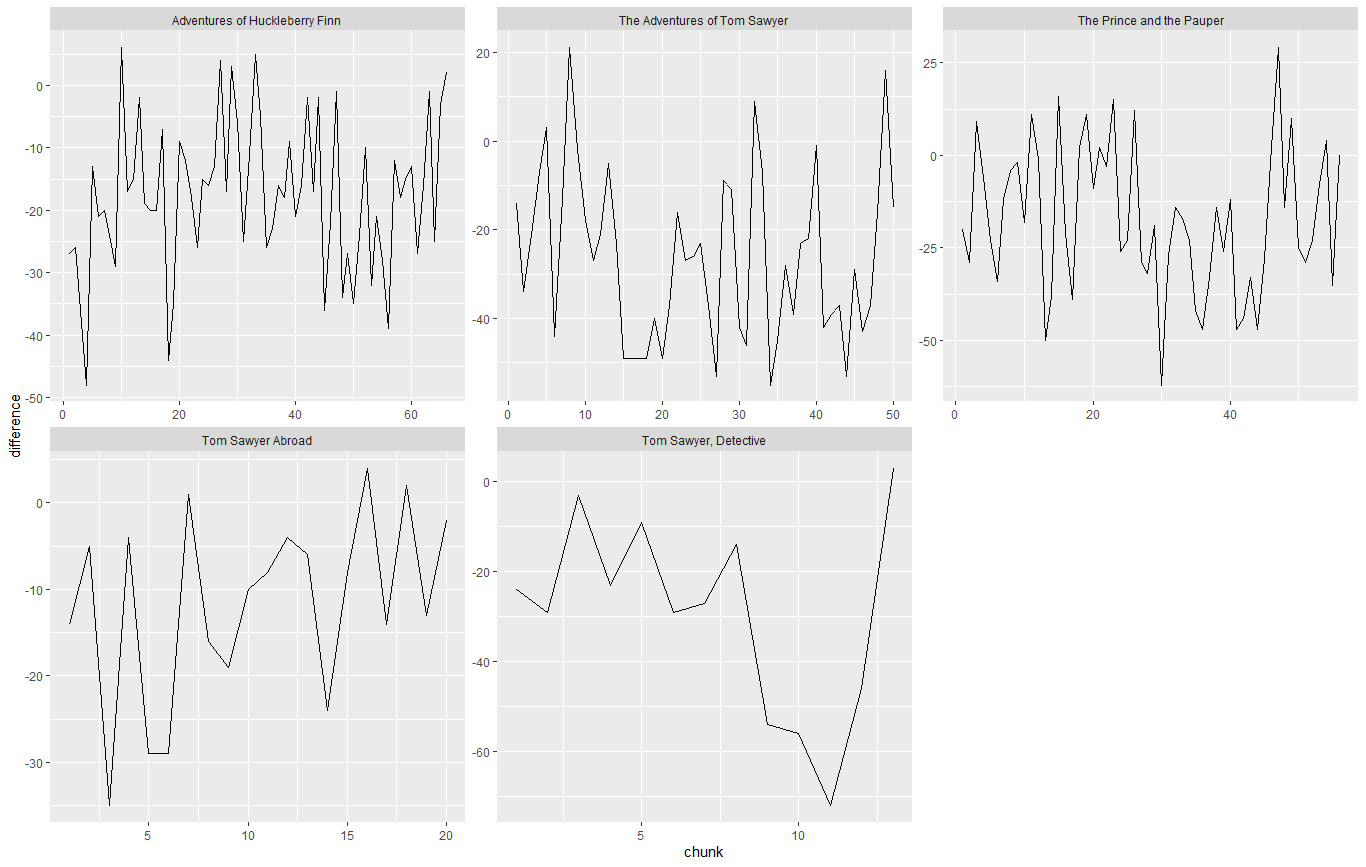 Adventures of Huckleberry Finn
The Adventures of Tom Sawyer
The Prince and the Pauper
0
-10
-20
-30
-40
-50
0 20 40 60
20
0
-20
-40
0 10 20 30 40 50
25
0
-25
-50
0 20 40
difference
Tom Sawyer Abroad
Tom Sawyer, Detective
0
-10
-20
-30
5 10 15 20
0
-20
-40
-60
5 10
chunk